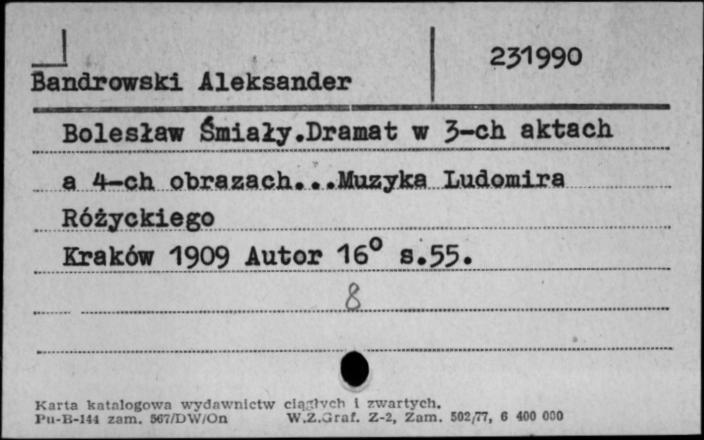 231990
Bandrowski Aleksander
Bolesław Śmiały.Dramat w 3-ch aktach
a 4-ch obrazach...Muzyka Ludomira
Różyckiego
Kraków 1909 Autor 16° s.55.
8
Karta katalogowa wydawnictw ciągłych i zwartych.
Pu-B-144 zam. 567/DW/On W.Z.Graf. Z-2, Zam. 502/77, 6 400 000